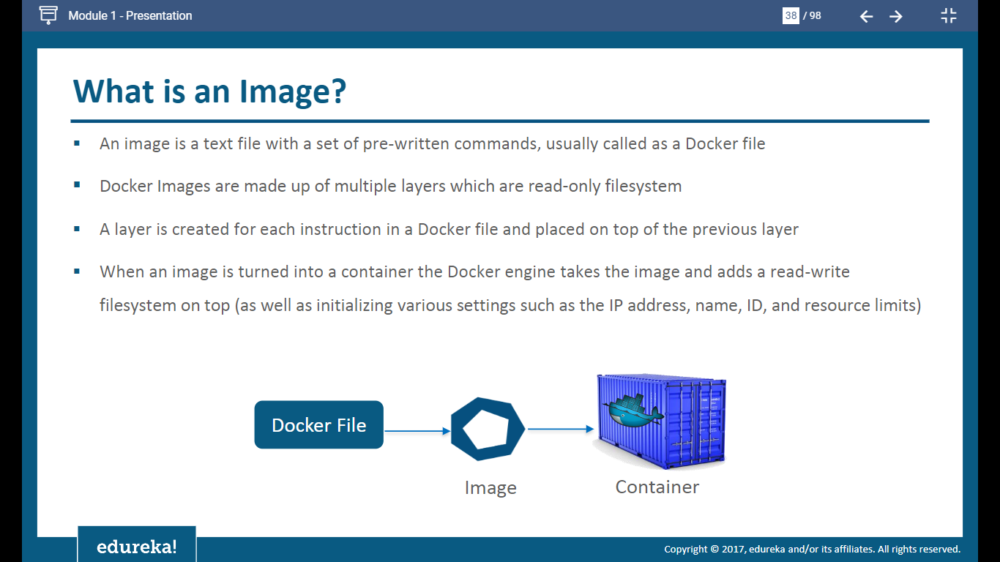 Module 1 - Presentation
38 / 98
What is an Image?
▪ An image is a text file with a set of pre-written commands, usually called as a Docker file
▪ Docker Images are made up of multiple layers which are read-only filesystem
▪ A layer is created for each instruction in a Docker file and placed on top of the previous layer
▪ When an image is turned into a container the Docker engine takes the image and adds a read-write
filesystem on top (as well as initializing various settings such as the IP address, name, ID, and resource limits)
Docker File
Image
Container
edureka!
Copyright © 2017, edureka and/or its affiliates. All rights reserved.